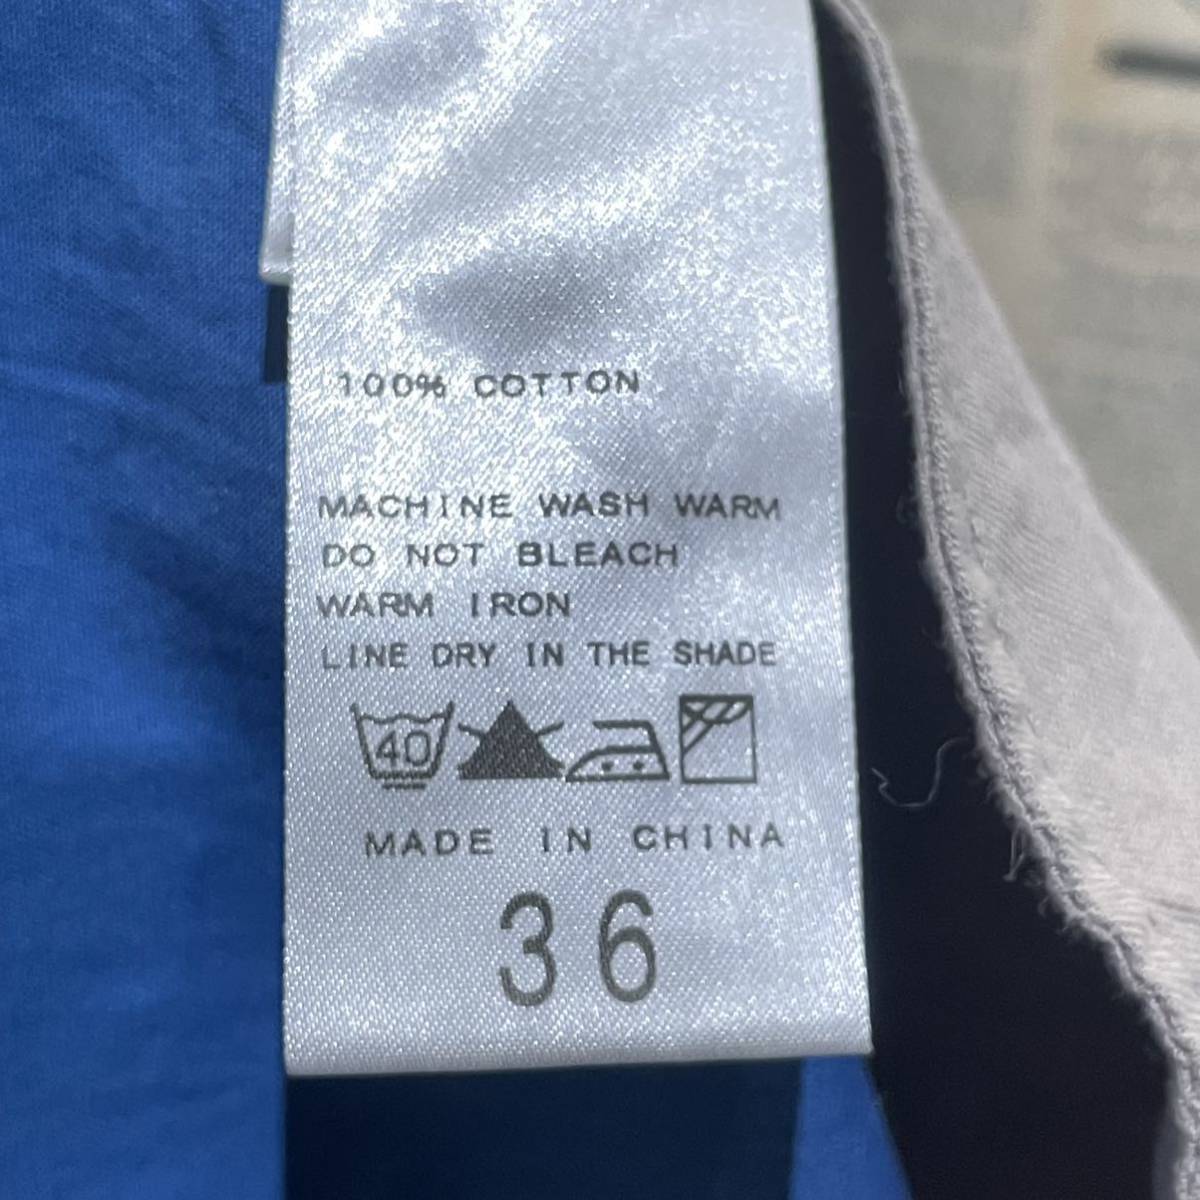 100% COTTON
MACHINE WASH WARM
DO NOT BLEACH
WARM IRON
LINE DRY IN THE SHADE
40
MADE IN CHINA
36